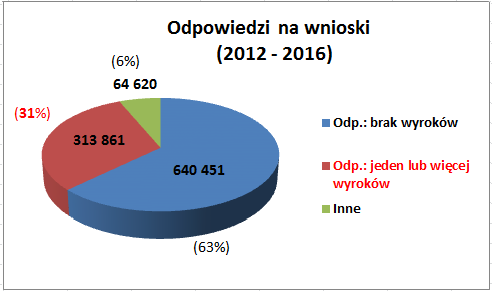 Odpowiedzi na wnioski
(2012 - 2016)
(6%)
64 620
(31%)
313 861
640 451
(63%)
Odp.: brak wyroków
Odp.: jeden lub więcej
wyroków
Inne